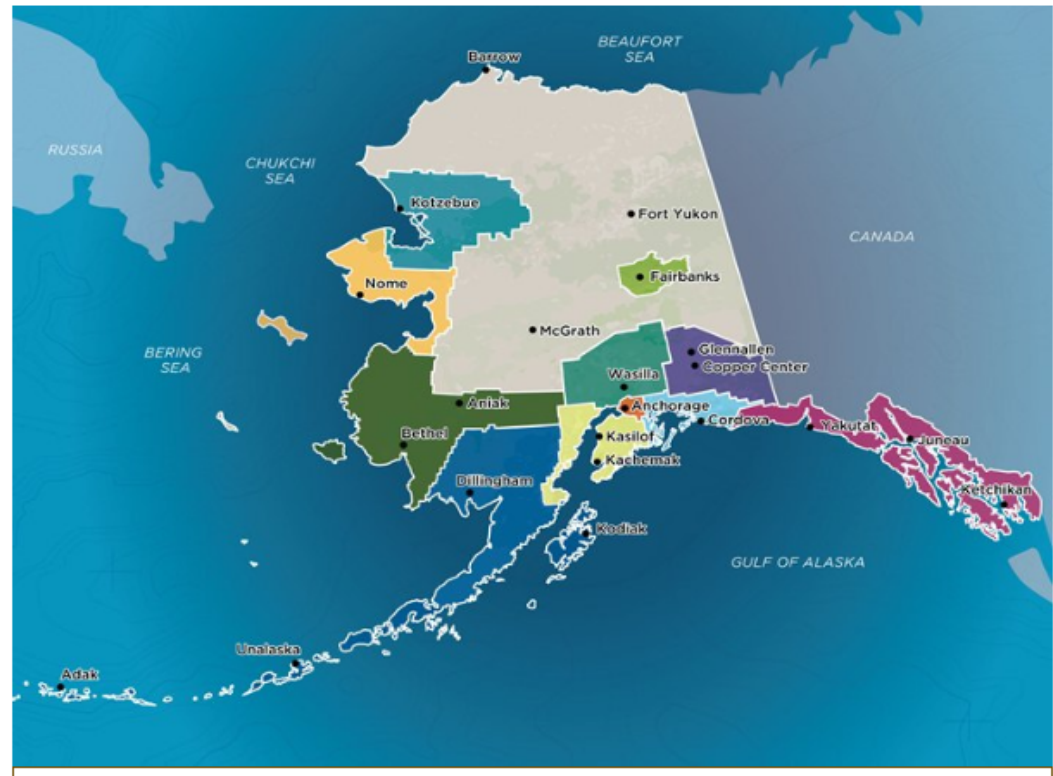 BEAUFORT
SEA
Barrow
RUSSIA
CHUKCHI
SEA
Kotzebue
Fort Yukon
CANADA
Nome
Fairbanks
McGrath
BERING
SEA
Glennallen
Copper Center
Wasilla
Aniak
Anchorage
Cordova
Yakutat
Bethel
Kasilof
Juneau
Kachemak
Dillingham
Ketchikan
Kodiak
GULF OF ALASKA
Unalaska
Adak